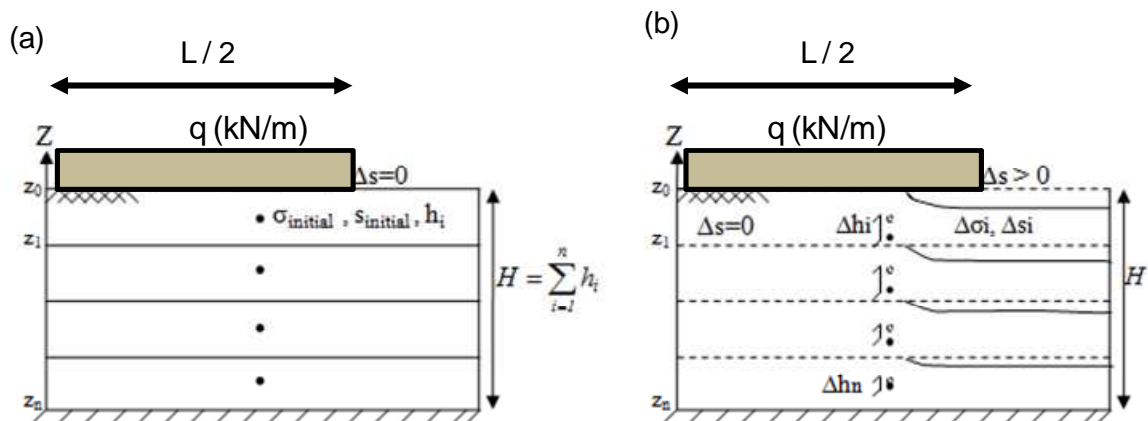 (a)
L / 2
q (kN/m)
Z
Δs=0
z0
σinitial , sinitial, hi
z1
H = ∑ hi
n
i=1
zn
(b)
L / 2
q (kN/m)
Z
Δs > 0
z0
Δs=0
Δhi
Δσi, Δsi
z1
H
Δhn
zn